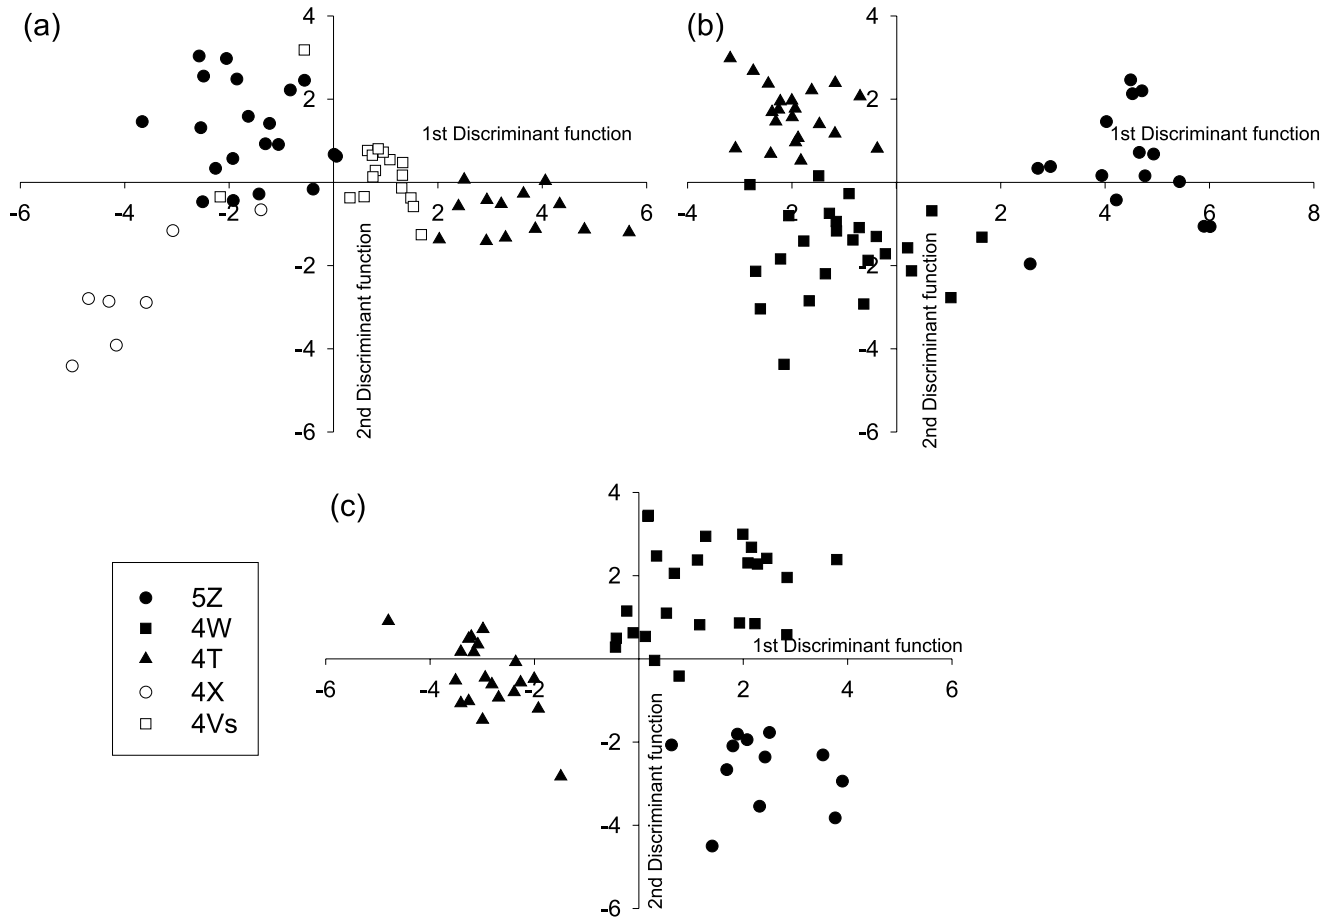 (a)
4
2
-2
-4
-6
-6
-4
-2
2
4
6
1st Discriminant function
2nd Discriminant function
(b)
4
2
-2
-4
-6
-4
-2
2
4
6
8
1st Discriminant function
2nd Discriminant function
(c)
4
2
-2
-4
-6
-6
-4
-2
2
4
6
1st Discriminant function
2nd Discriminant function
5Z
4W
4T
4X
4Vs